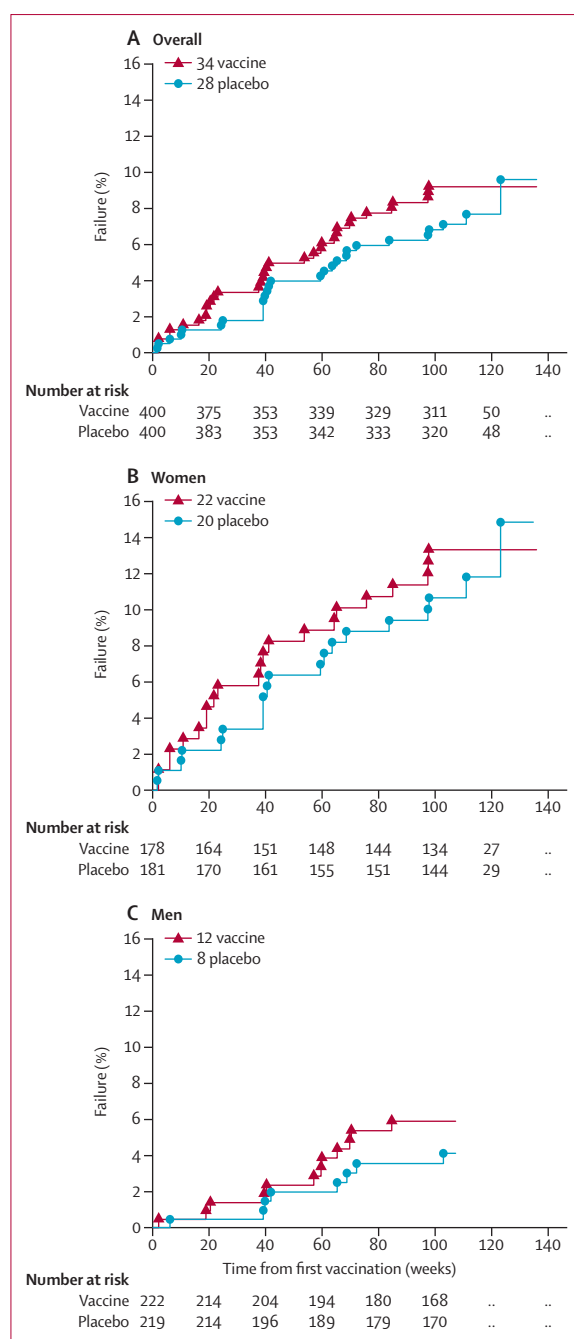 A Overall
16
34 vaccine
28 placebo
14
12
10
8
6
4
2
0
Failure (%)
0 20 40 60 80 100 120 140
Number at risk
Vaccine 400 375 353 339 329 311 50 ..
Placebo 400 383 353 342 333 320 48 ..
B Women
16
22 vaccine
20 placebo
14
12
10
8
6
4
2
0
Failure (%)
0 20 40 60 80 100 120 140
Number at risk
Vaccine 178 164 151 148 144 134 27 ..
Placebo 181 170 161 155 151 144 29 ..
C Men
16
12 vaccine
8 placebo
14
12
10
8
6
4
2
0
Failure (%)
0 20 40 60 80 100 120 140
Time from first vaccination (weeks)
Number at risk
Vaccine 222 214 204 194 180 168 .. ..
Placebo 219 214 196 189 179 170 .. ..